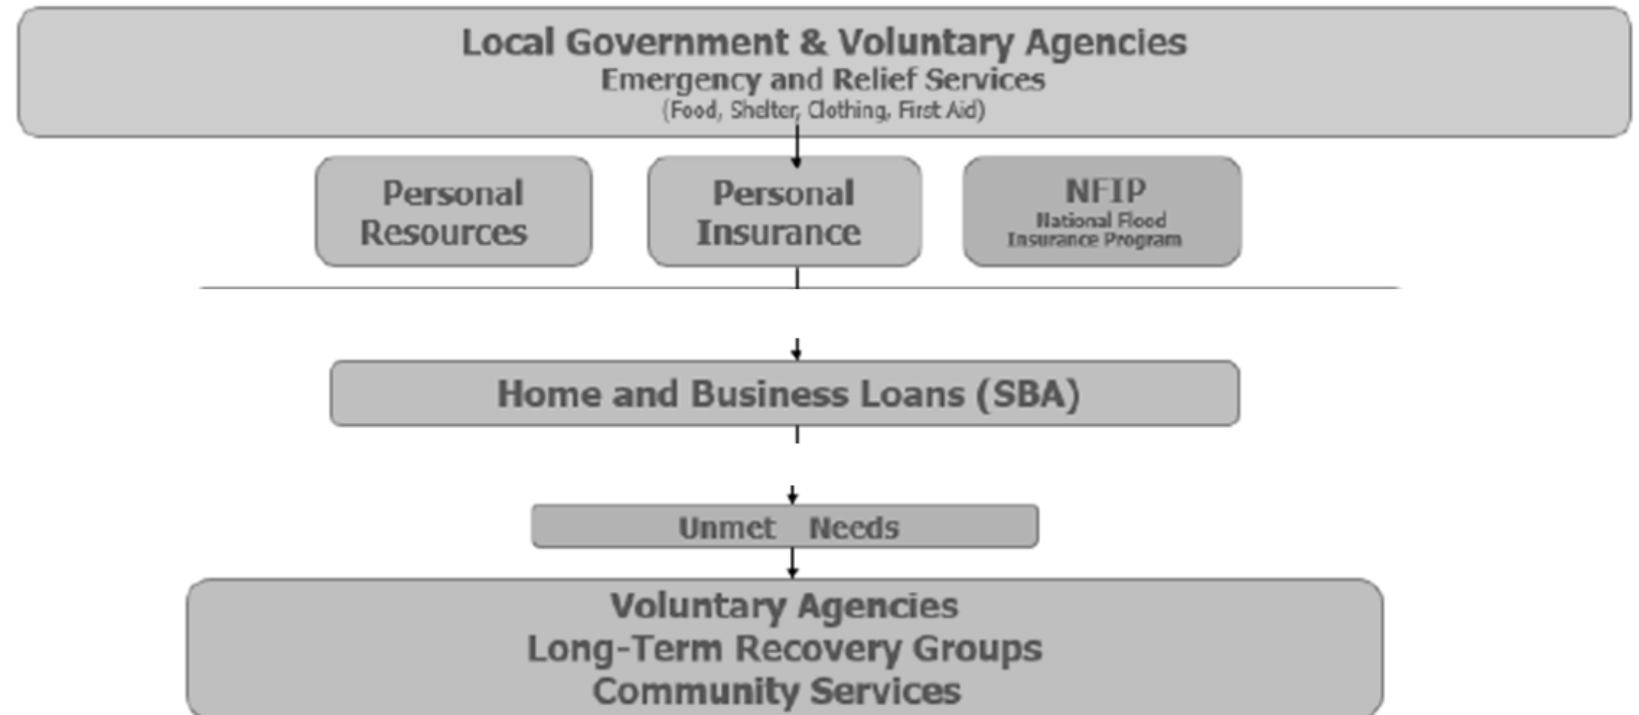 Local Government & Voluntary Agencies
Emergency and Relief Services
(Food, Shelter, Clothing, First Aid)
Personal
Resources
Personal
Insurance
NFIP
National Flood
Insurance Program
Home and Business Loans (SBA)
Unmet Needs
Voluntary Agencies
Long-Term Recovery Groups
Community Services